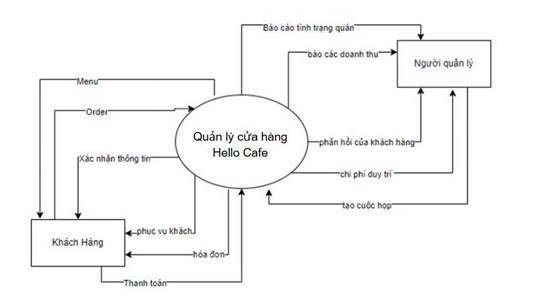 Báo cáo tình trạng quán
báo các doanh thu
Người quản lý
Menu
Order
Quản lý cửa hàng
Hello Cafe
phản hồi của khách hàng
Xác nhận thông tin
chi phí duy trì
tạo cuộc họp
phục vụ khách
Khách Hàng
hóa đơn
Thanh toán